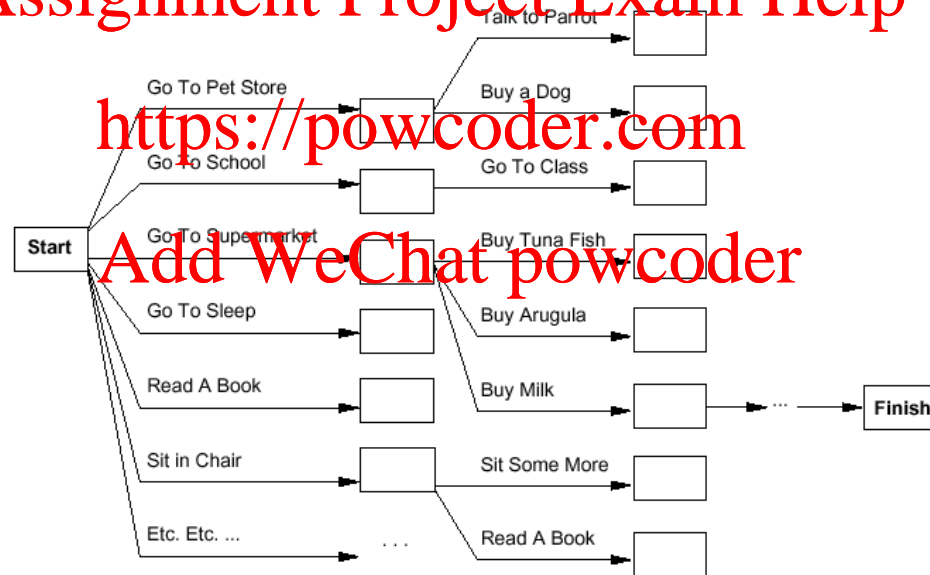 Assignment Project Exam Help
Talk to Parrot
Go To Pet Store
Buy a Dog
https://powcoder.com
Go To School
Go To Class
Start
Go To Supermarket
Buy Tuna Fish
Add WeChat powcoder
Go To Sleep
Buy Arugula
Read A Book
Buy Milk
...
Finish
Sit in Chair
Sit Some More
Etc. Etc. ...
. . .
Read A Book